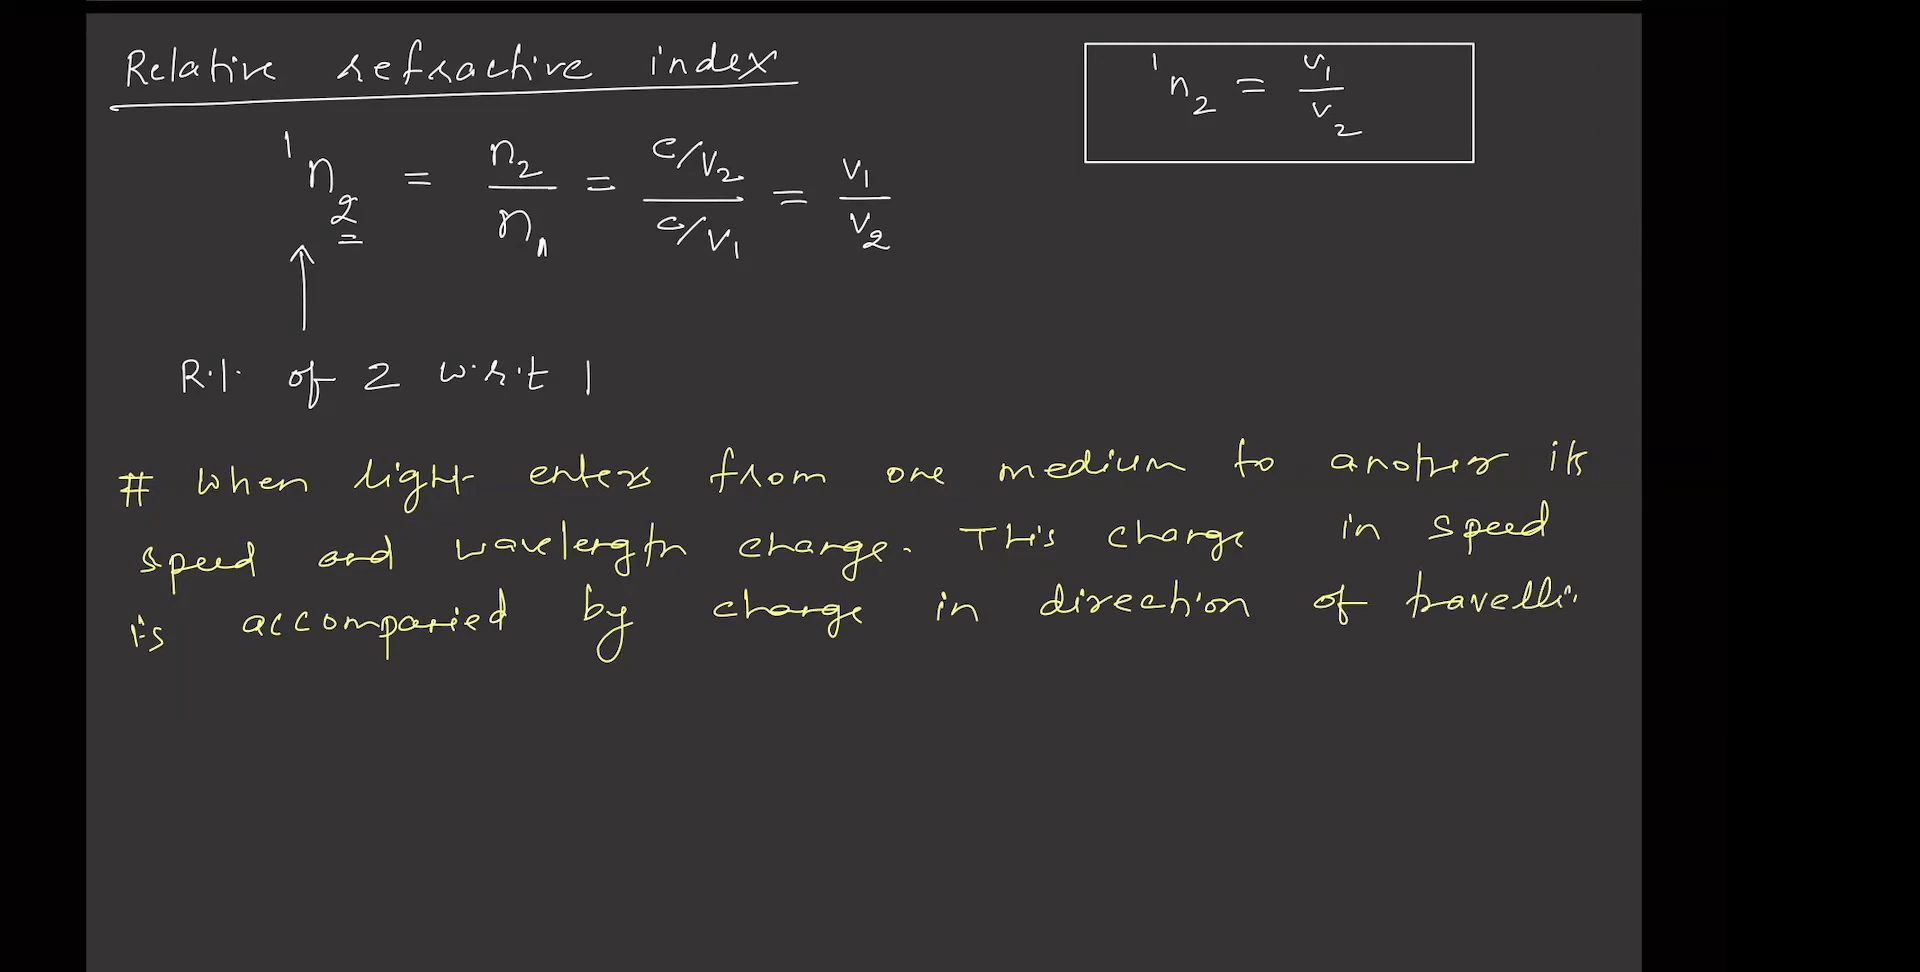 Relative refractive index
¹n₂ = v₁/v₂
¹n₂ = n₂/n₁ = (c/v₂)/(c/v₁) = v₁/v₂
R.I. of 2 w.r.t 1
# When light enters from one medium to another its
speed and wavelength change. This change in speed
is accompanied by change in direction of travelli